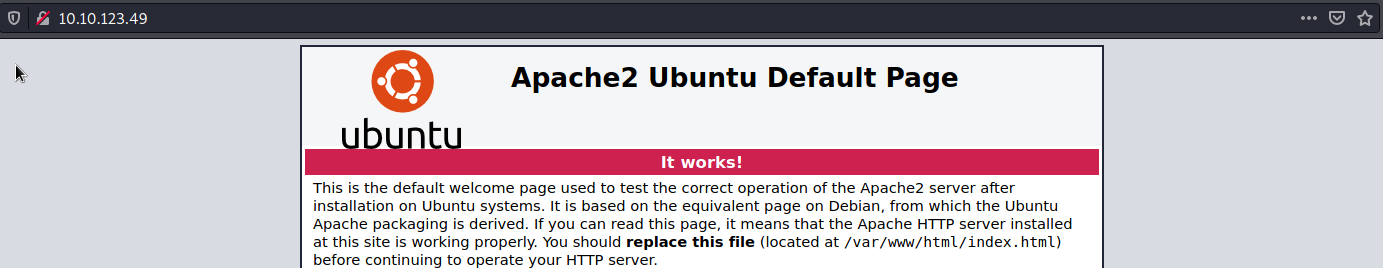 10.10.123.49
Apache2 Ubuntu Default Page
ubuntu
It works!
This is the default welcome page used to test the correct operation of the Apache2 server after
installation on Ubuntu systems. It is based on the equivalent page on Debian, from which the Ubuntu
Apache packaging is derived. If you can read this page, it means that the Apache HTTP server installed
at this site is working properly. You should replace this file (located at /var/www/html/index.html)
before continuing to operate your HTTP server.